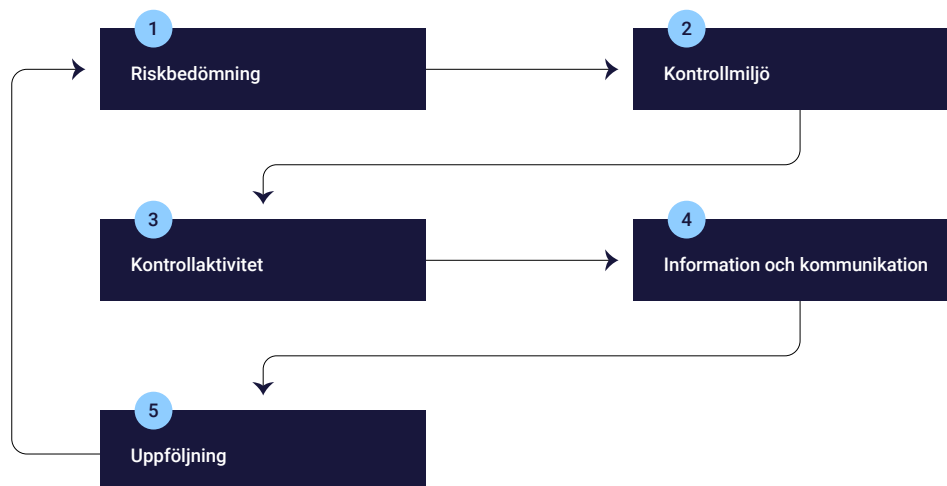 1
Riskbedömning
2
Kontrollmiljö
3
Kontrollaktivitet
4
Information och kommunikation
5
Uppföljning